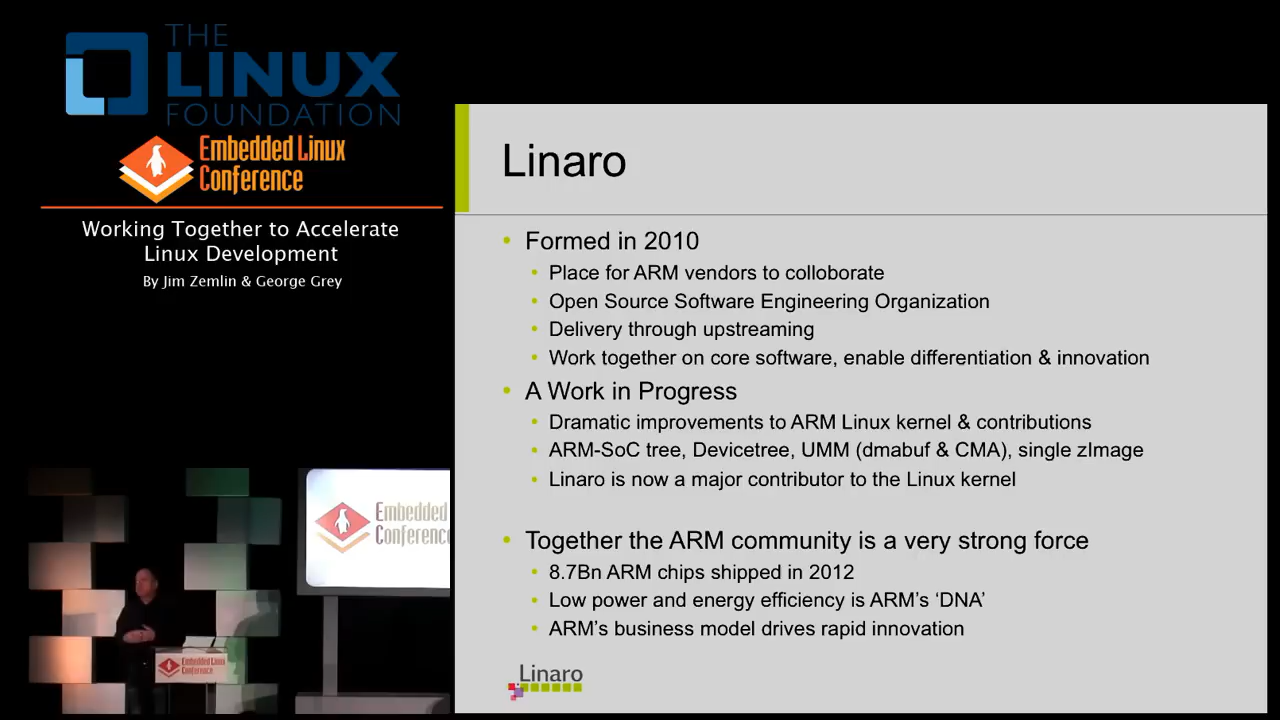 THE
LINUX
FOUNDATION
Embedded Linux
Conference
Working Together to Accelerate
Linux Development
By Jim Zemlin & George Grey
Linaro
• Formed in 2010
• Place for ARM vendors to colloborate
• Open Source Software Engineering Organization
• Delivery through upstreaming
• Work together on core software, enable differentiation & innovation
• A Work in Progress
• Dramatic improvements to ARM Linux kernel & contributions
• ARM-SoC tree, Devicetree, UMM (dmabuf & CMA), single zImage
• Linaro is now a major contributor to the Linux kernel
• Together the ARM community is a very strong force
• 8.7Bn ARM chips shipped in 2012
• Low power and energy efficiency is ARM's ‘DNA’
• ARM's business model drives rapid innovation
Linaro
Embedded
Conference
Embedded Linux
Conference